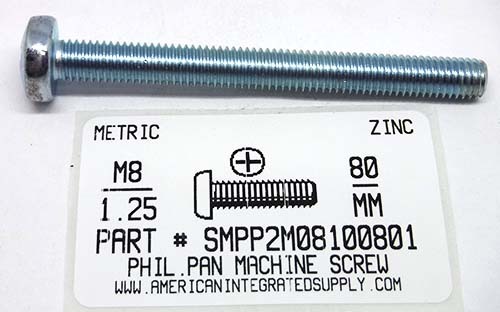 METRIC ZINC
M8 80
1.25 MM
PART # SMPP2M08100801
PHIL.PAN MACHINE SCREW
WWW.AMERICANINTEGRATEDSUPPLY.COM